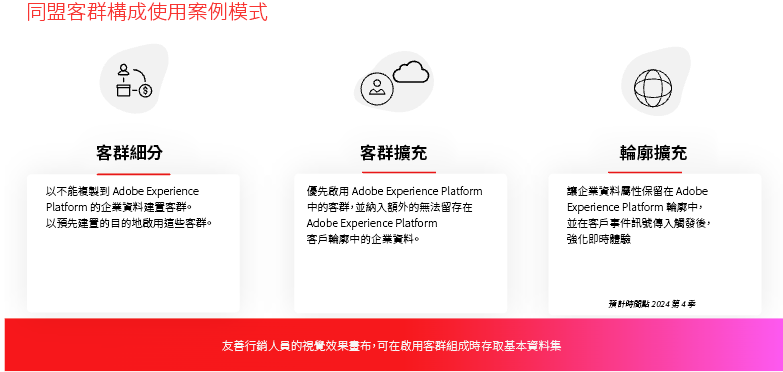 同盟客群構成使用案例模式
客群細分
以不能複製到 Adobe Experience
Platform 的企業資料建置客群。
以預先建置的目的地啟用這些客群。
客群擴充
優先啟用 Adobe Experience Platform
中的客群，並納入額外的無法留存在
Adobe Experience Platform
客戶輪廓中的企業資料。
輪廓擴充
讓企業資料屬性保留在 Adobe
Experience Platform 輪廓中，
並在客戶事件訊號傳入觸發後，
強化即時體驗
預計時間點 2024 第 4 季
友善行銷人員的視覺效果畫布，可在啟用客群組成時存取基本資料集